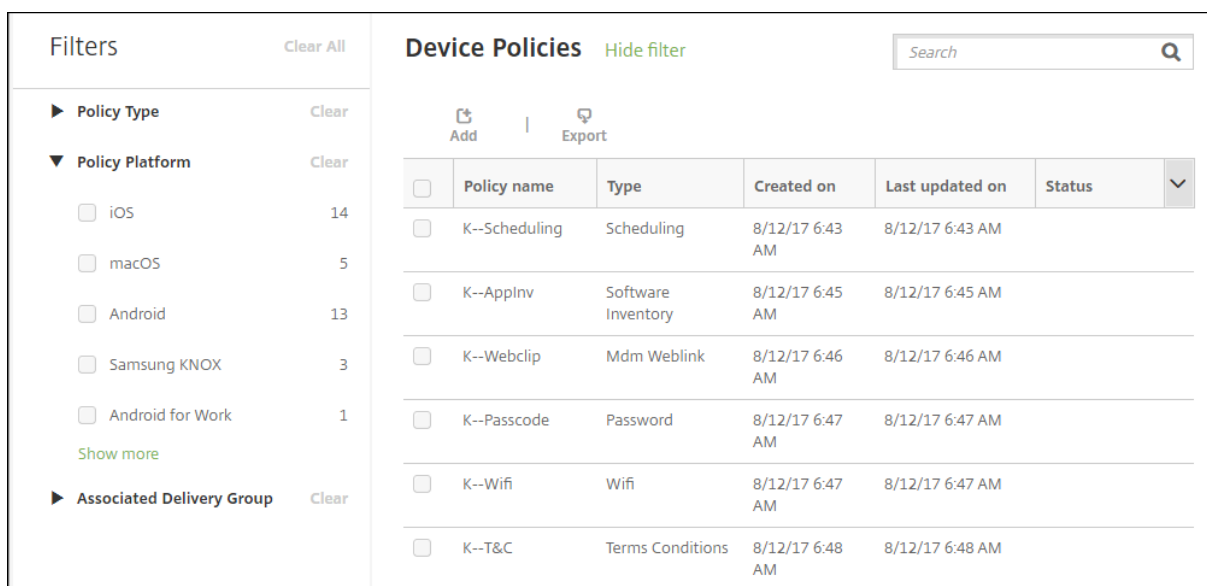 Filters
Clear All
Policy Type
Clear
Policy Platform
Clear
iOS
14
macOS
5
Android
13
Samsung KNOX
3
Android for Work
1
Show more
Associated Delivery Group
Clear
Device Policies Hide filter
Search
Add | Export
Policy name Type Created on Last updated on Status
K--Scheduling Scheduling 8/12/17 6:43 8/12/17 6:43 AM
AM
K--AppInv Software 8/12/17 6:45 8/12/17 6:45 AM
Inventory AM
K--Webclip Mdm Weblink 8/12/17 6:46 8/12/17 6:46 AM
AM
K--Passcode Password 8/12/17 6:47 8/12/17 6:47 AM
AM
K--Wifi Wifi 8/12/17 6:47 8/12/17 6:47 AM
AM
K--T&C Terms Conditions 8/12/17 6:48 8/12/17 6:48 AM
AM